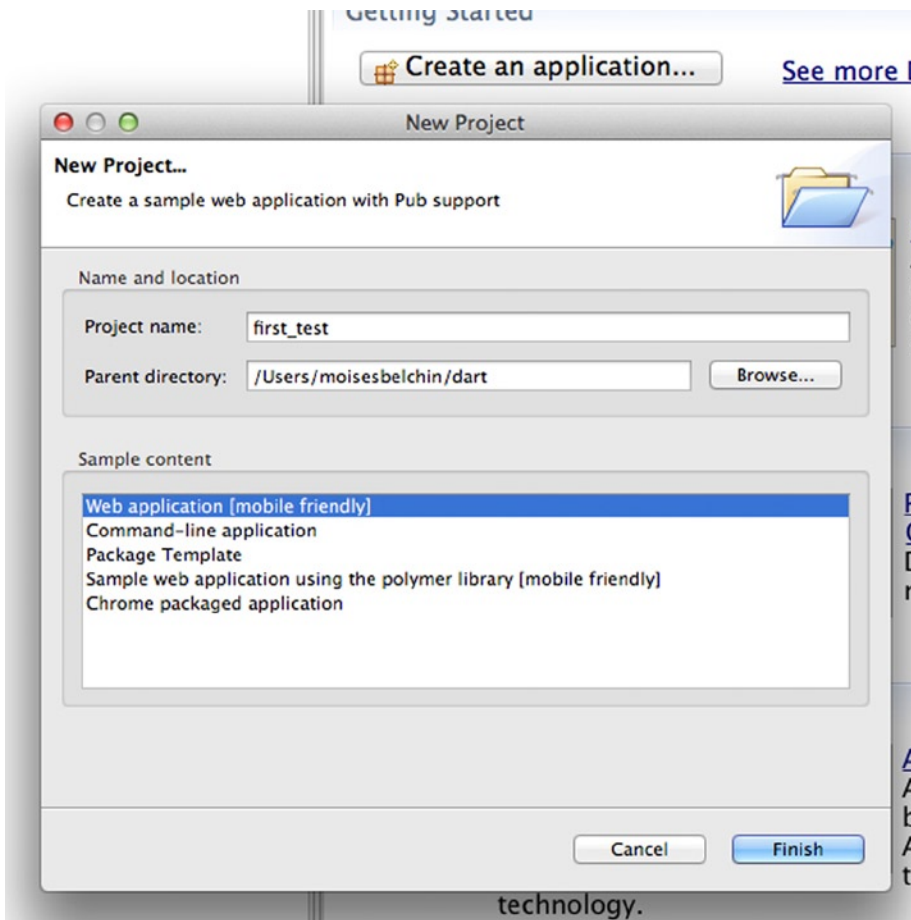 Getting Started
Create an application...
See more
New Project
New Project...
Create a sample web application with Pub support
Name and location
Project name:
first_test
Parent directory:
/Users/moisesbelchin/dart
Browse...
Sample content
Web application [mobile friendly]
Command-line application
Package Template
Sample web application using the polymer library [mobile friendly]
Chrome packaged application
Cancel
Finish
technology.